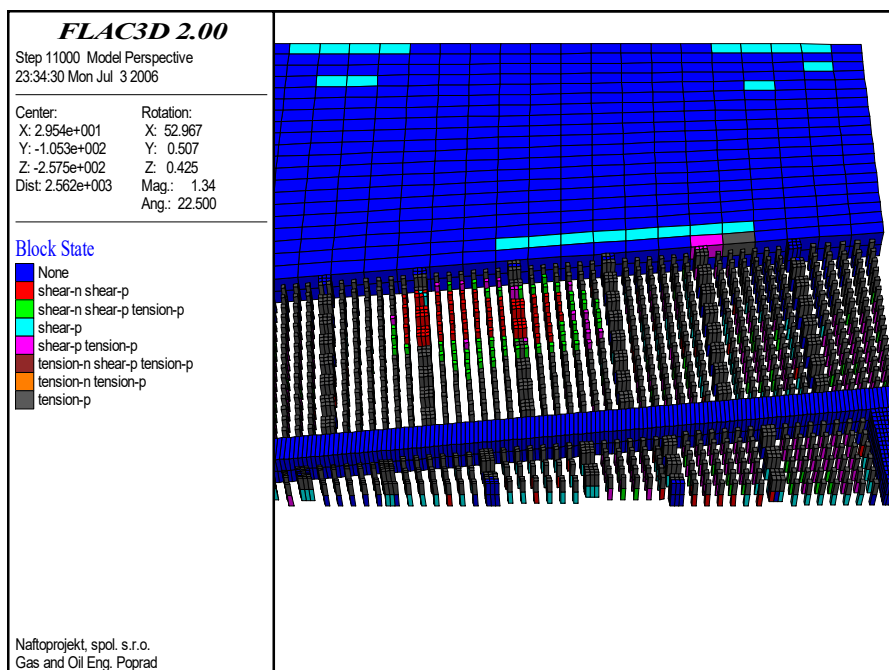 FLAC3D 2.00
Step 11000 Model Perspective
23:34:30 Mon Jul 3 2006
Center:
X: 2.954e+001
Y: -1.053e+002
Z: -2.575e+002
Dist: 2.562e+003
Rotation:
X: 52.967
Y: 0.507
Z: 0.425
Mag.: 1.34
Ang.: 22.500
Block State
None
shear-n shear-p
shear-n shear-p tension-p
shear-p
shear-p tension-p
tension-n shear-p tension-p
tension-n tension-p
tension-p
Naftoprojekt, spol. s.r.o.
Gas and Oil Eng. Poprad